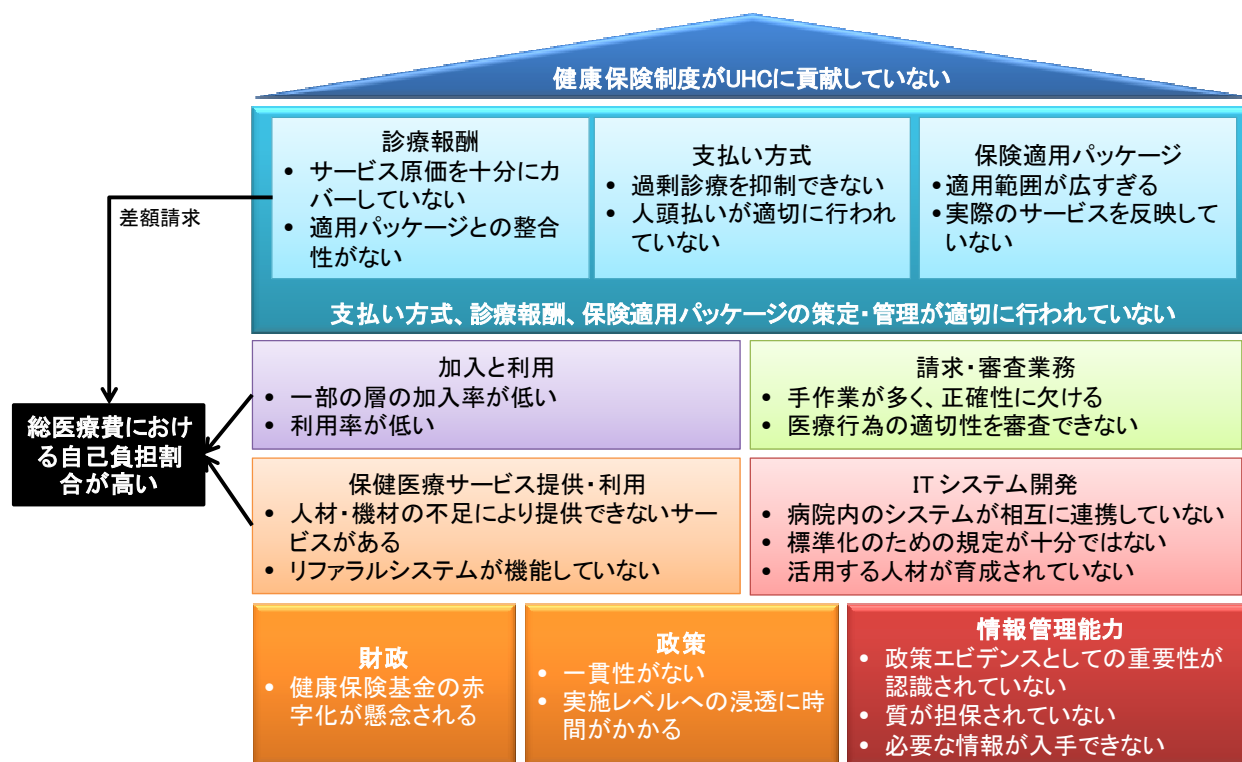 健康保険制度がUHCに貢献していない
診療報酬
• サービス原価を十分にカ
バーしていない
• 適用パッケージとの整合
性がない
支払い方式
• 過剰診療を抑制できない
• 人頭払いが適切に行われ
ていない
保険適用パッケージ
• 適用範囲が広すぎる
• 実際のサービスを反映して
いない
支払い方式、診療報酬、保険適用パッケージの策定・管理が適切に行われていない
差額請求
総医療費におけ
る自己負担割
合が高い
加入と利用
• 一部の層の加入率が低い
• 利用率が低い
請求・審査業務
• 手作業が多く、正確性に欠ける
• 医療行為の適切性を審査できない
保健医療サービス提供・利用
• 人材・機材の不足により提供できないサー
ビスがある
• リファラルシステムが機能していない
ITシステム開発
• 病院内のシステムが相互に連携していない
• 標準化のための規定が十分ではない
• 活用する人材が育成されていない
財政
• 健康保険基金の赤
字化が懸念される
政策
• 一貫性がない
• 実施レベルへの浸透に時
間がかかる
情報管理能力
• 政策エビデンスとしての重要性が
認識されていない
• 質が担保されていない
• 必要な情報が入手できない